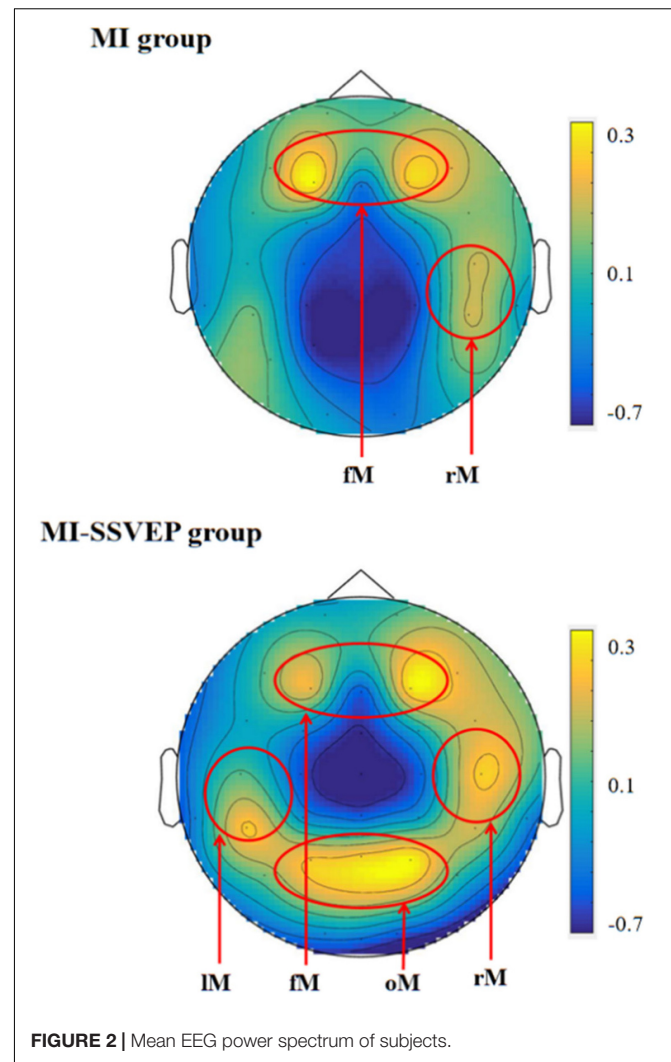 MI group
0.3
0.1
-0.7
fM rM
MI-SSVEP group
0.3
0.1
-0.7
lM fM oM rM
FIGURE 2 | Mean EEG power spectrum of subjects.